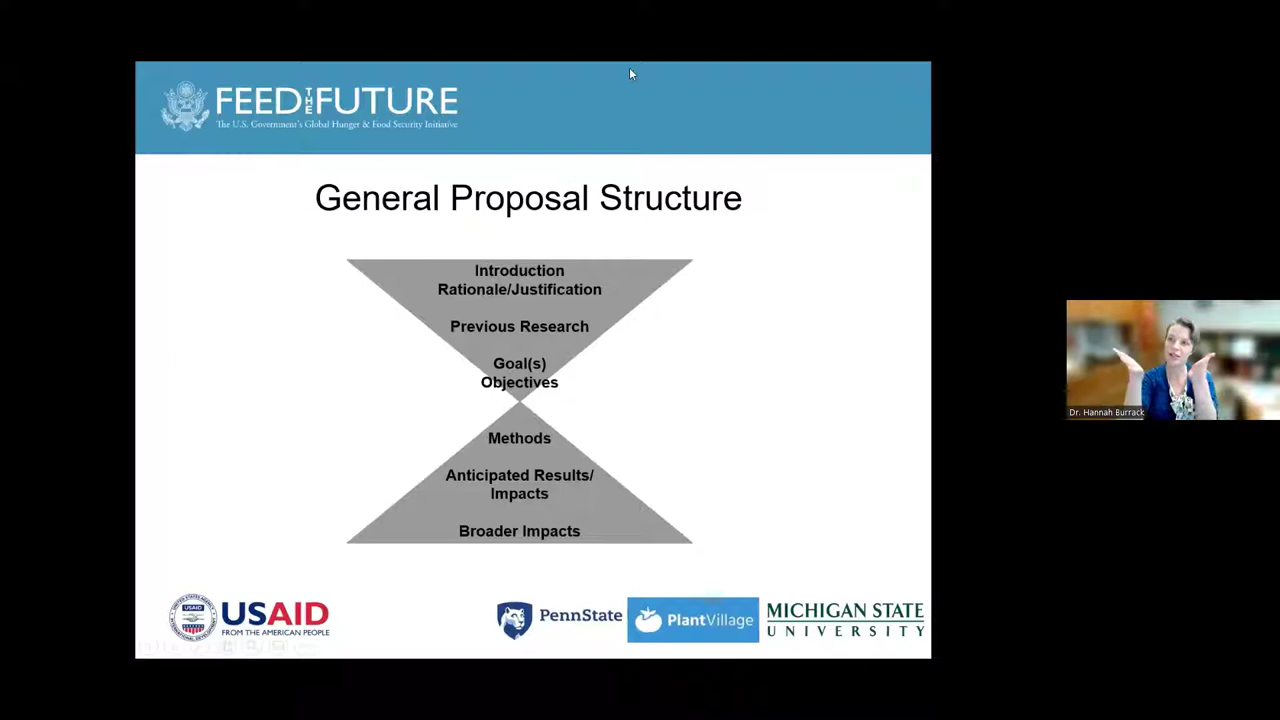 FEED THE FUTURE
The U.S. Government's Global Hunger & Food Security Initiative
General Proposal Structure
Introduction
Rationale/Justification
Previous Research
Goal(s)
Objectives
Methods
Anticipated Results/
Impacts
Broader Impacts
Dr. Hannah Burrack
USAID
FROM THE AMERICAN PEOPLE
PennState
PlantVillage
MICHIGAN STATE
UNIVERSITY